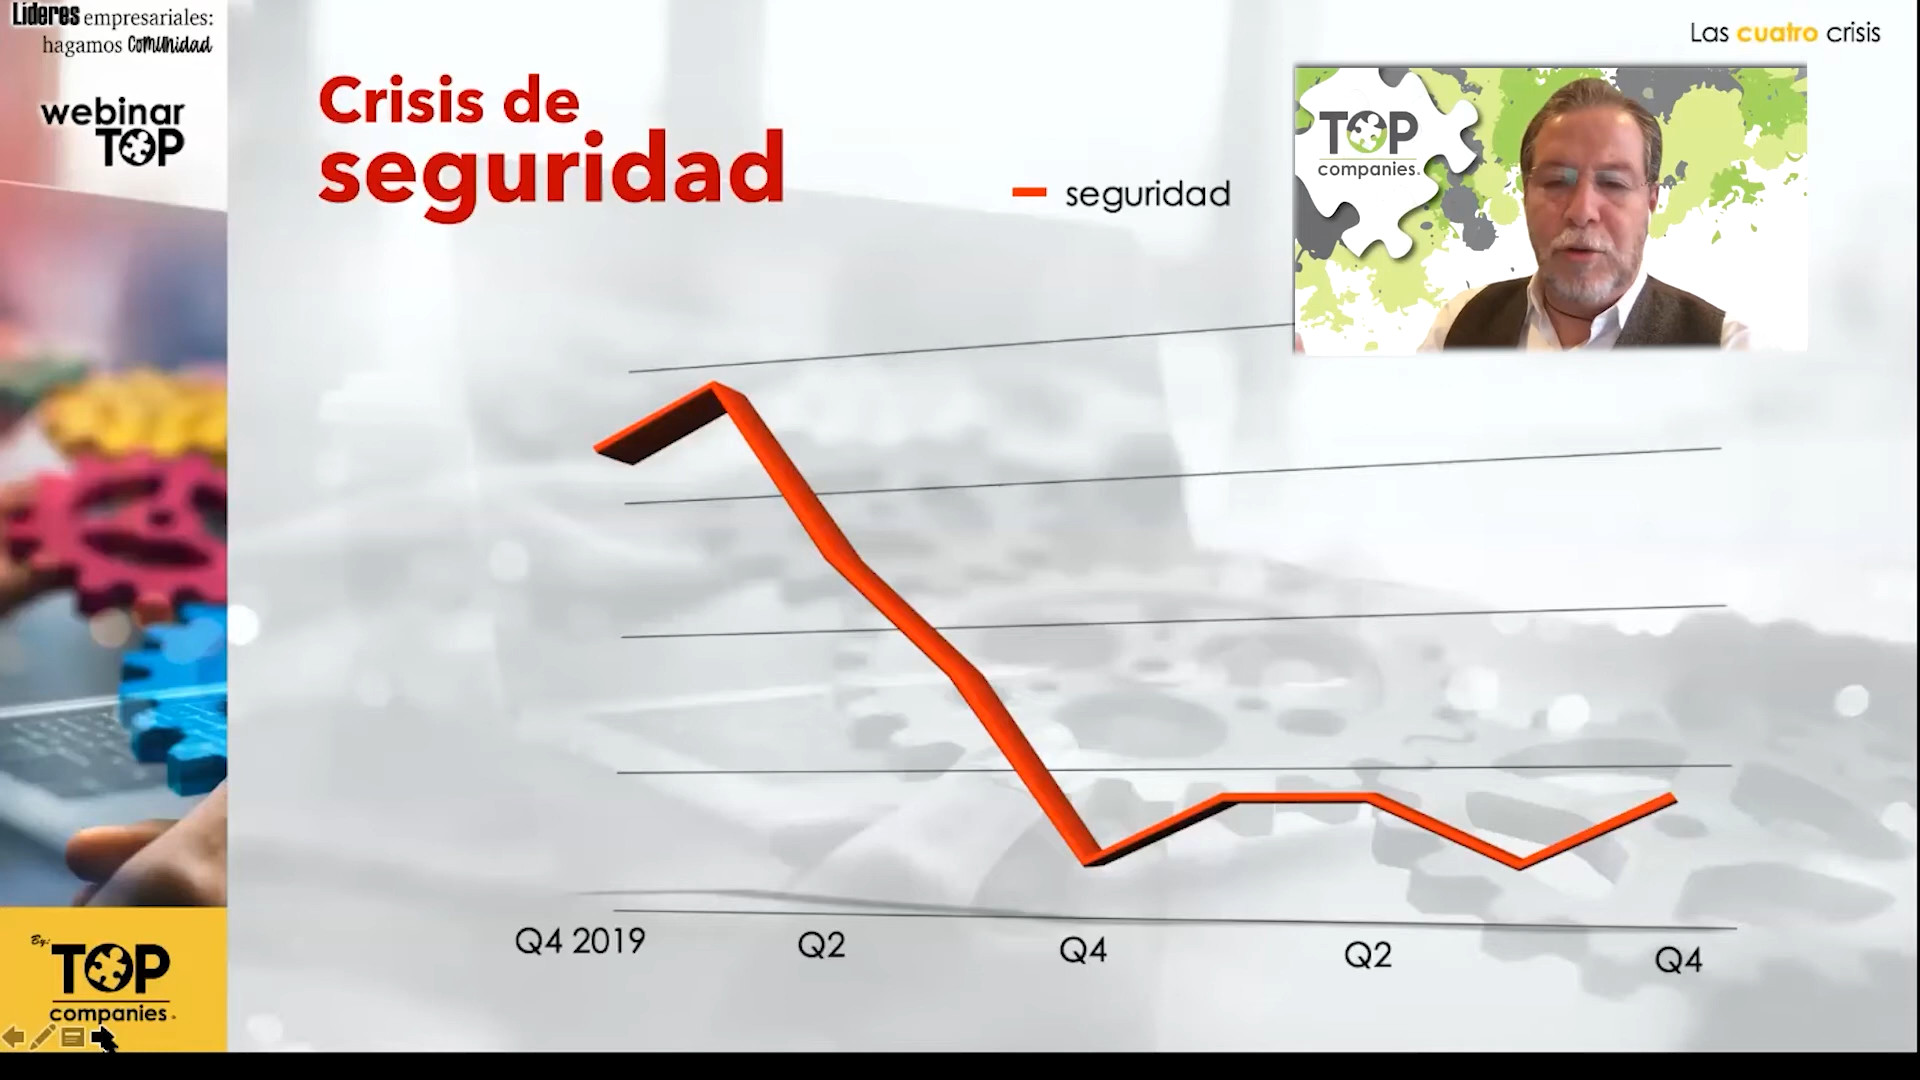 Líderes empresariales:
hagamos Comunidad
webinar
TOP
Las cuatro crisis
Crisis de
seguridad
seguridad
TOP
companies.
Q4 2019
Q2
Q4
Q2
Q4
By:
TOP
companies